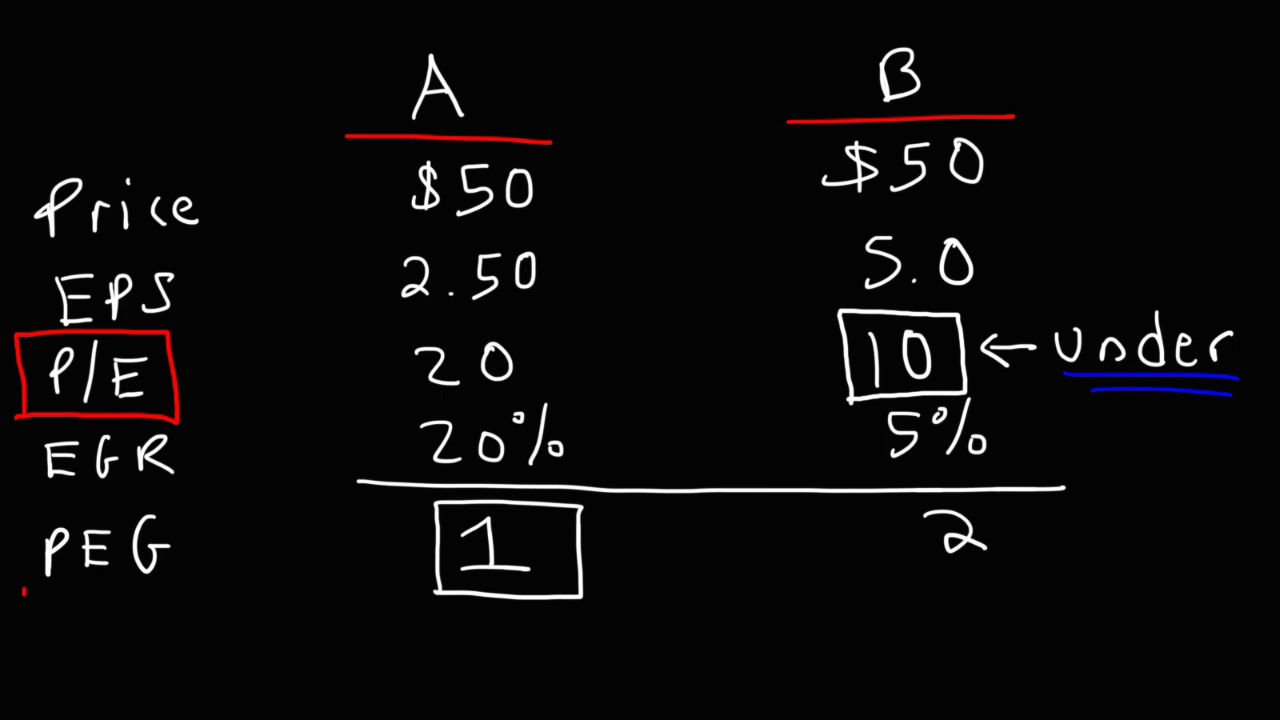 A B
Price $50 $50
EPS 2.50 5.0
P/E 20 10 ← under
EGR 20% 5%
PEG 1 2